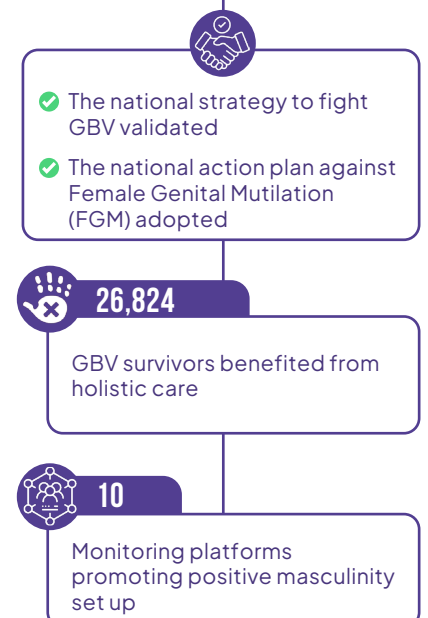 The national strategy to fight
GBV validated
The national action plan against
Female Genital Mutilation
(FGM) adopted
26,824
GBV survivors benefited from
holistic care
10
Monitoring platforms
promoting positive masculinity
set up